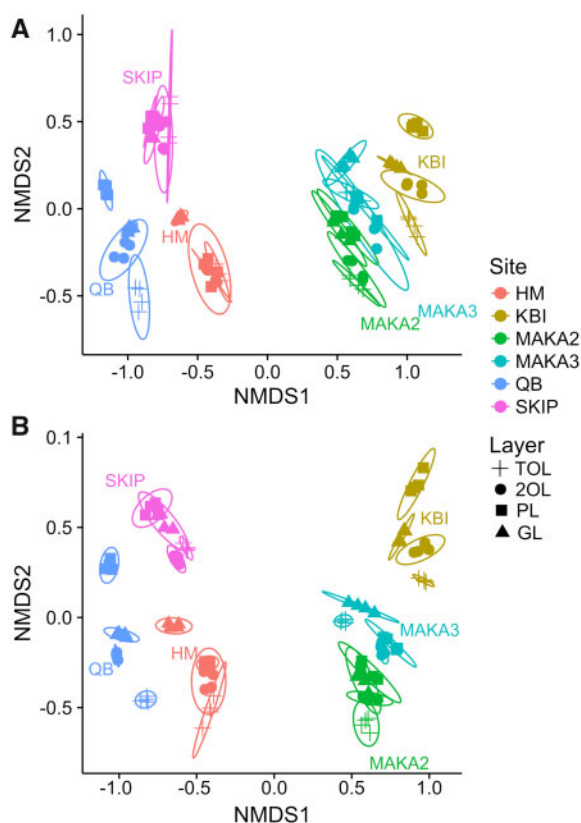 A
1.0
0.5
0.0
-0.5
NMDS2
SKIP
KBI
HM
QB
MAKA3
MAKA2
-1.0 -0.5 0.0 0.5 1.0
NMDS1
Site
HM
KBI
MAKA2
MAKA3
QB
SKIP
Layer
TOL
2OL
PL
GL
B
0.1
0.5
0.0
-0.5
NMDS2
SKIP
KBI
MAKA3
HM
QB
MAKA2
-1.0 -0.5 0.0 0.5 1.0
NMDS1